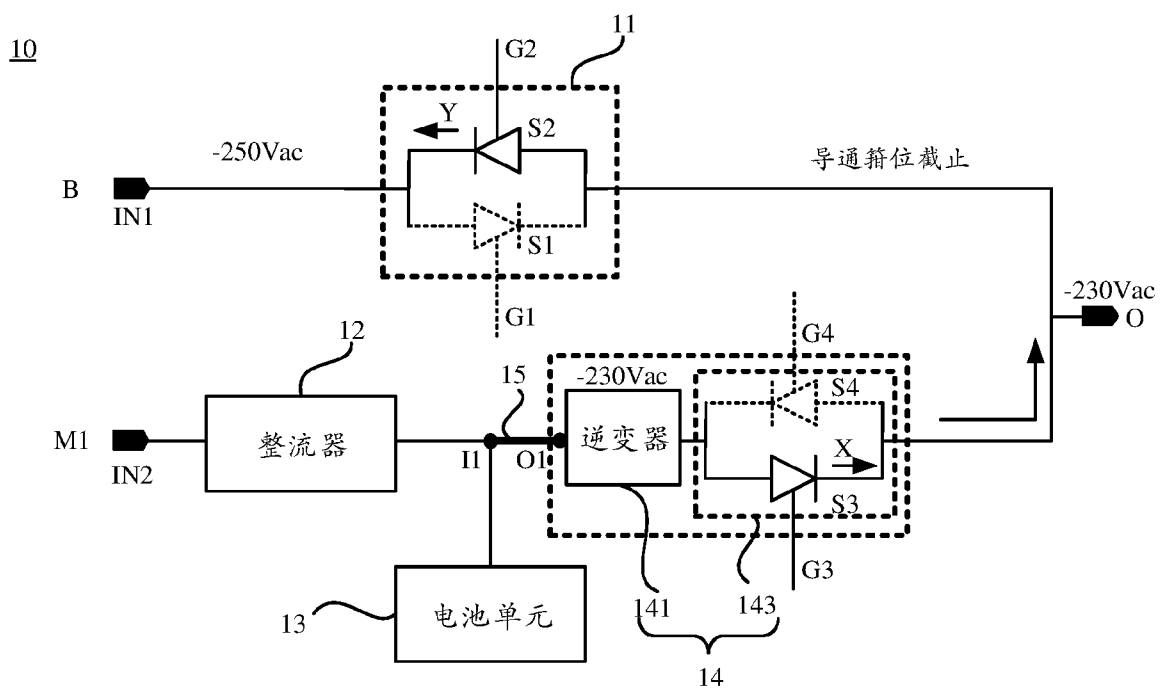 10
11
G2
Y
S2
-250Vac
导通箝位截止
B
IN1
S1
G1
-230Vac
O
G4
12
15
-230Vac
S4
M1
整流器
I1
O1
逆变器
X
IN2
S3
G3
13
电池单元
141
143
14